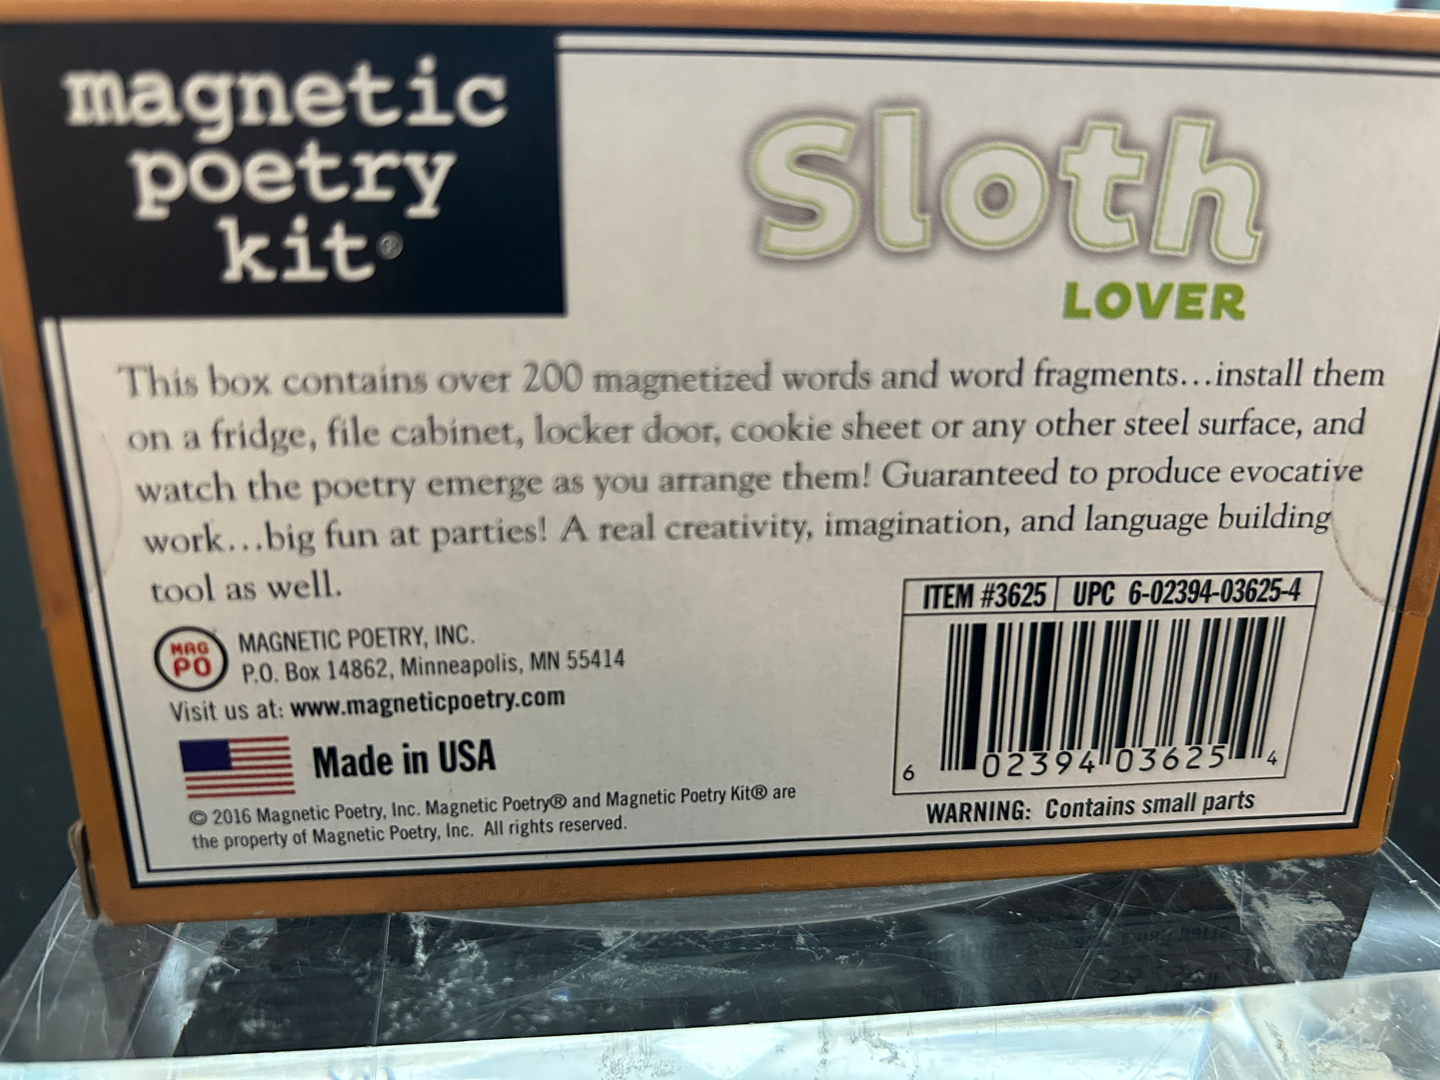 magnetic
poetry
kit®
Sloth
LOVER
This box contains over 200 magnetized words and word fragments...install them
on a fridge, file cabinet, locker door, cookie sheet or any other steel surface, and
watch the poetry emerge as you arrange them! Guaranteed to produce evocative
work...big fun at parties! A real creativity, imagination, and language building
tool as well.
MAG
PO
MAGNETIC POETRY, INC.
P.O. Box 14862, Minneapolis, MN 55414
Visit us at: www.magneticpoetry.com
Made in USA
© 2016 Magnetic Poetry, Inc. Magnetic Poetry® and Magnetic Poetry Kit® are
the property of Magnetic Poetry, Inc. All rights reserved.
ITEM #3625 UPC 6-02394-03625-4
6 02394 03625 4
WARNING: Contains small parts